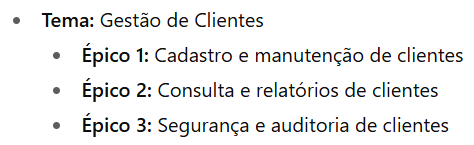 Tema: Gestão de Clientes
Épico 1: Cadastro e manutenção de clientes
Épico 2: Consulta e relatórios de clientes
Épico 3: Segurança e auditoria de clientes